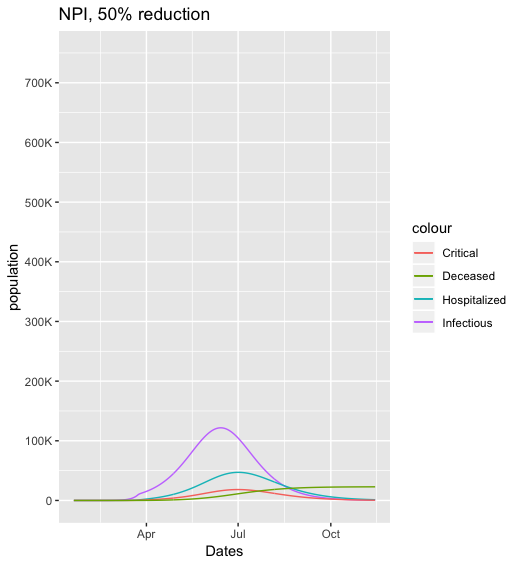 NPI, 50% reduction
700K
600K
500K
400K
300K
200K
100K
0
population
Apr
Jul
Oct
Dates
colour
Critical
Deceased
Hospitalized
Infectious